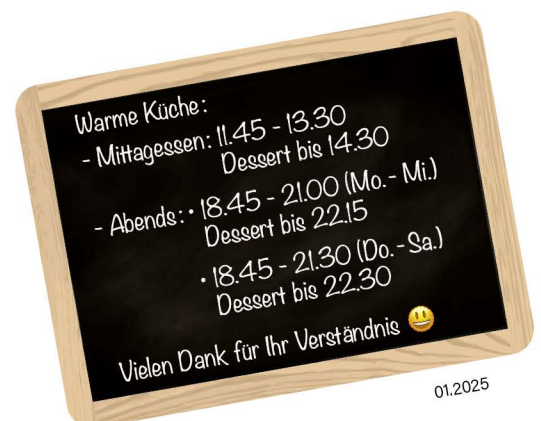 Warme Küche:
- Mittagessen: 11.45 - 13.30
Dessert bis 14.30
- Abends: • 18.45 - 21.00 (Mo. - Mi.)
Dessert bis 22.15
• 18.45 - 21.30 (Do. - Sa.)
Dessert bis 22.30
Vielen Dank für Ihr Verständnis 😃
01.2025